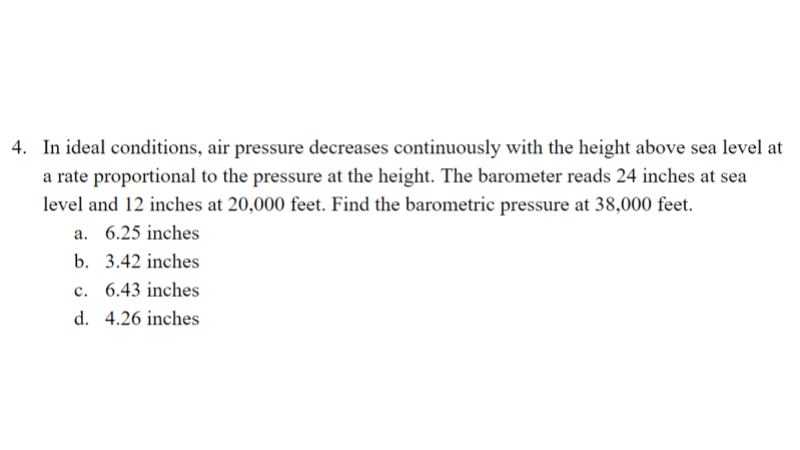 4. In ideal conditions, air pressure decreases continuously with the height above sea level at
a rate proportional to the pressure at the height. The barometer reads 24 inches at sea
level and 12 inches at 20,000 feet. Find the barometric pressure at 38,000 feet.
a. 6.25 inches
b. 3.42 inches
c. 6.43 inches
d. 4.26 inches